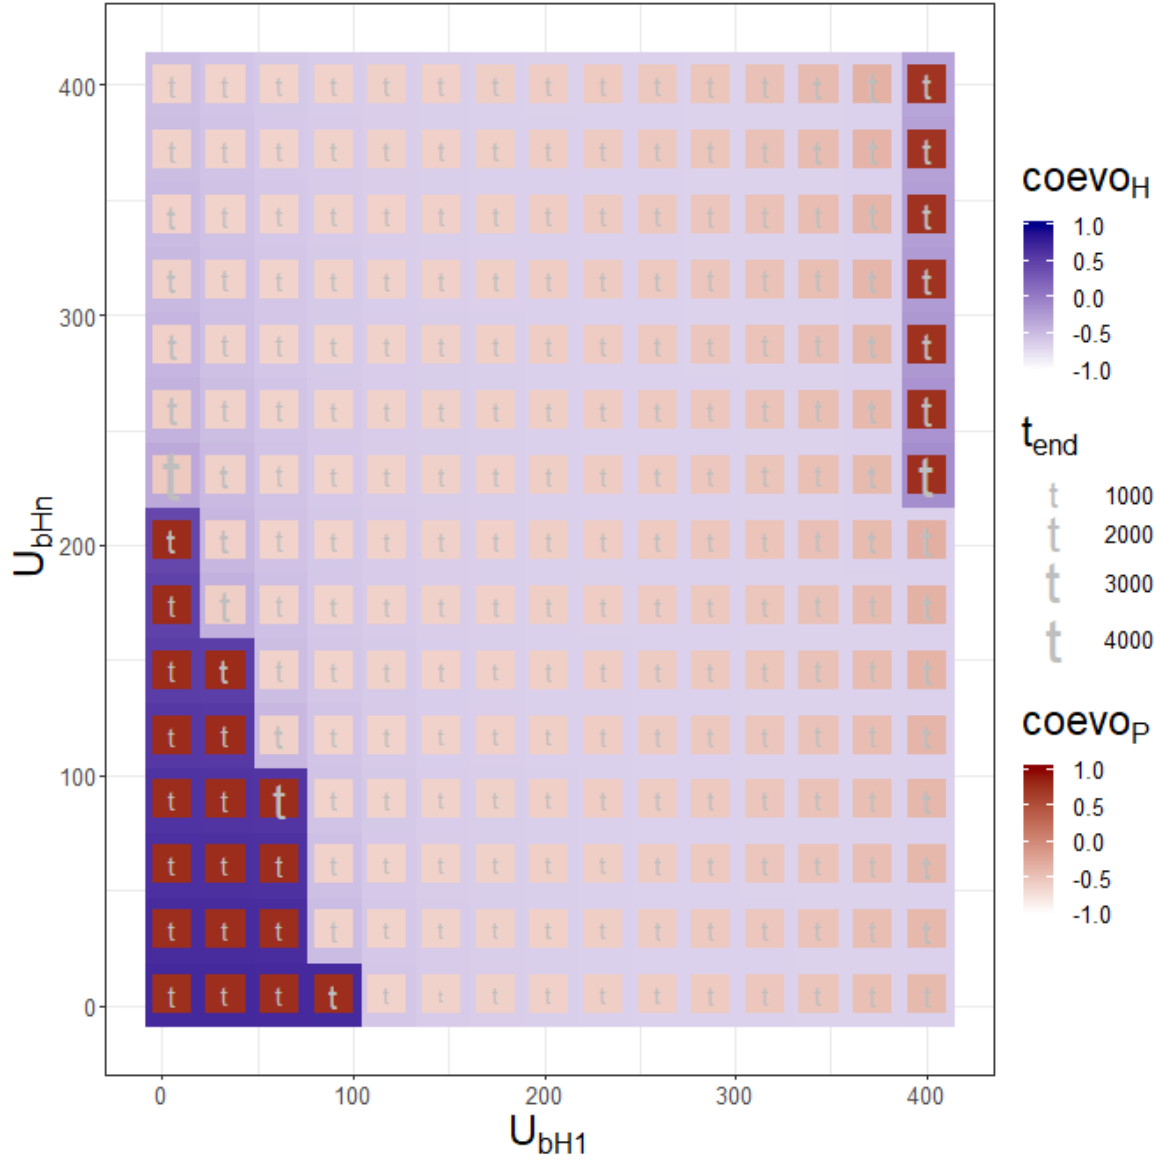 400 t t t t t t t t t t t t t t t
t t t t t t t t t t t t t t t
t t t t t t t t t t t t t t t
t t t t t t t t t t t t t t t
300
t t t t t t t t t t t t t t t
t t t t t t t t t t t t t t t
t t t t t t t t t t t t t t t
200 t t t t t t t t t t t t t t t
t t t t t t t t t t t t t t t
t t t t t t t t t t t t t t t
t t t t t t t t t t t t t t t
100
t t t t t t t t t t t t t t t
t t t t t t t t t t t t t t t
t t t t t t t t t t t t t t t
0 t t t t t t t t t t t t t t t
0 100 200 300 400
UbH1
UbHn
coevoH
1.0
0.5
0.0
-0.5
-1.0
tend
t 1000
t 2000
t 3000
t 4000
coevoP
1.0
0.5
0.0
-0.5
-1.0